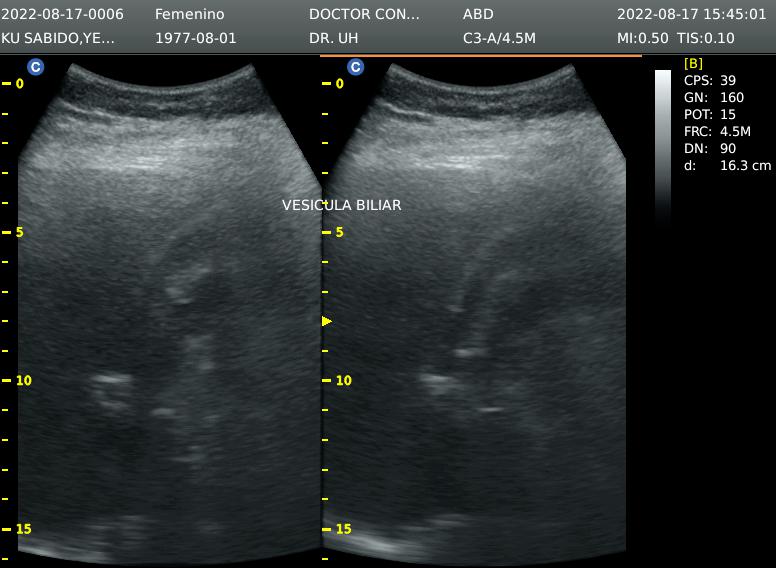 2022-08-17-0006 Femenino DOCTOR CON... ABD 2022-08-17 15:45:01
KU SABIDO,YE... 1977-08-01 DR. UH C3-A/4.5M MI:0.50 TIS:0.10
C C [B]
0 0 CPS: 39
GN: 160
POT: 15
FRC: 4.5M
DN: 90
d: 16.3 cm
VESICULA BILIAR
5 5
10 10
15 15